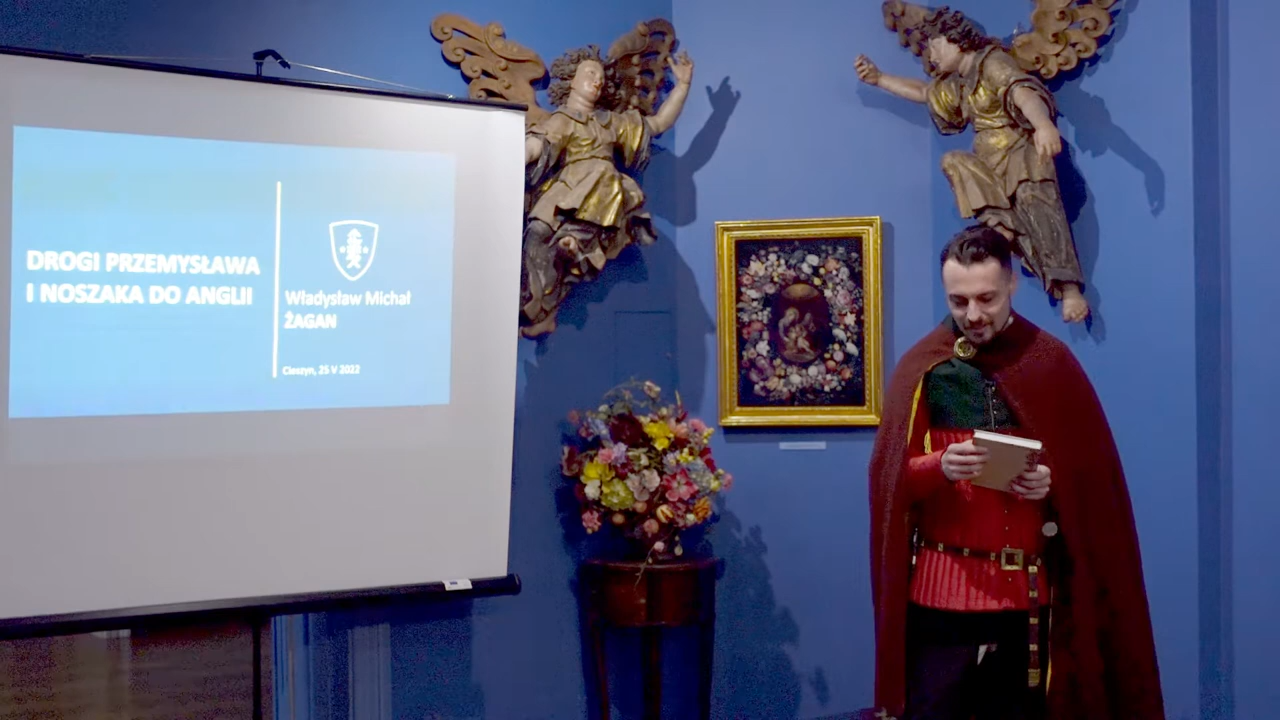 DROGI PRZEMYSŁAWA
I NOSZAKA DO ANGLII
Władysław Michał
ŻAGAN
Cieszyn, 25 V 2022